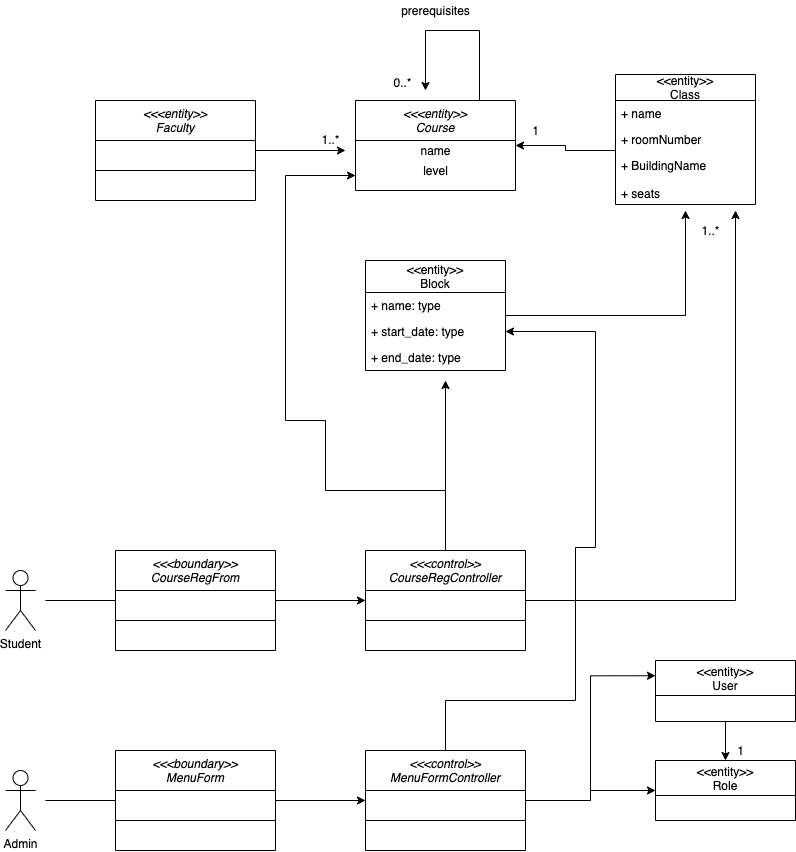 prerequisites
0..*
<<<entity>>
Faculty
1..*
<<<entity>>
Course
name
level
1
<<entity>>
Class
+ name
+ roomNumber
+ BuildingName
+ seats
1..*
<<entity>>
Block
+ name: type
+ start_date: type
+ end_date: type
Student
<<<boundary>>
CourseRegFrom
<<<control>>
CourseRegController
Admin
<<<boundary>>
MenuForm
<<<control>>
MenuFormController
<<entity>>
User
1
<<entity>>
Role